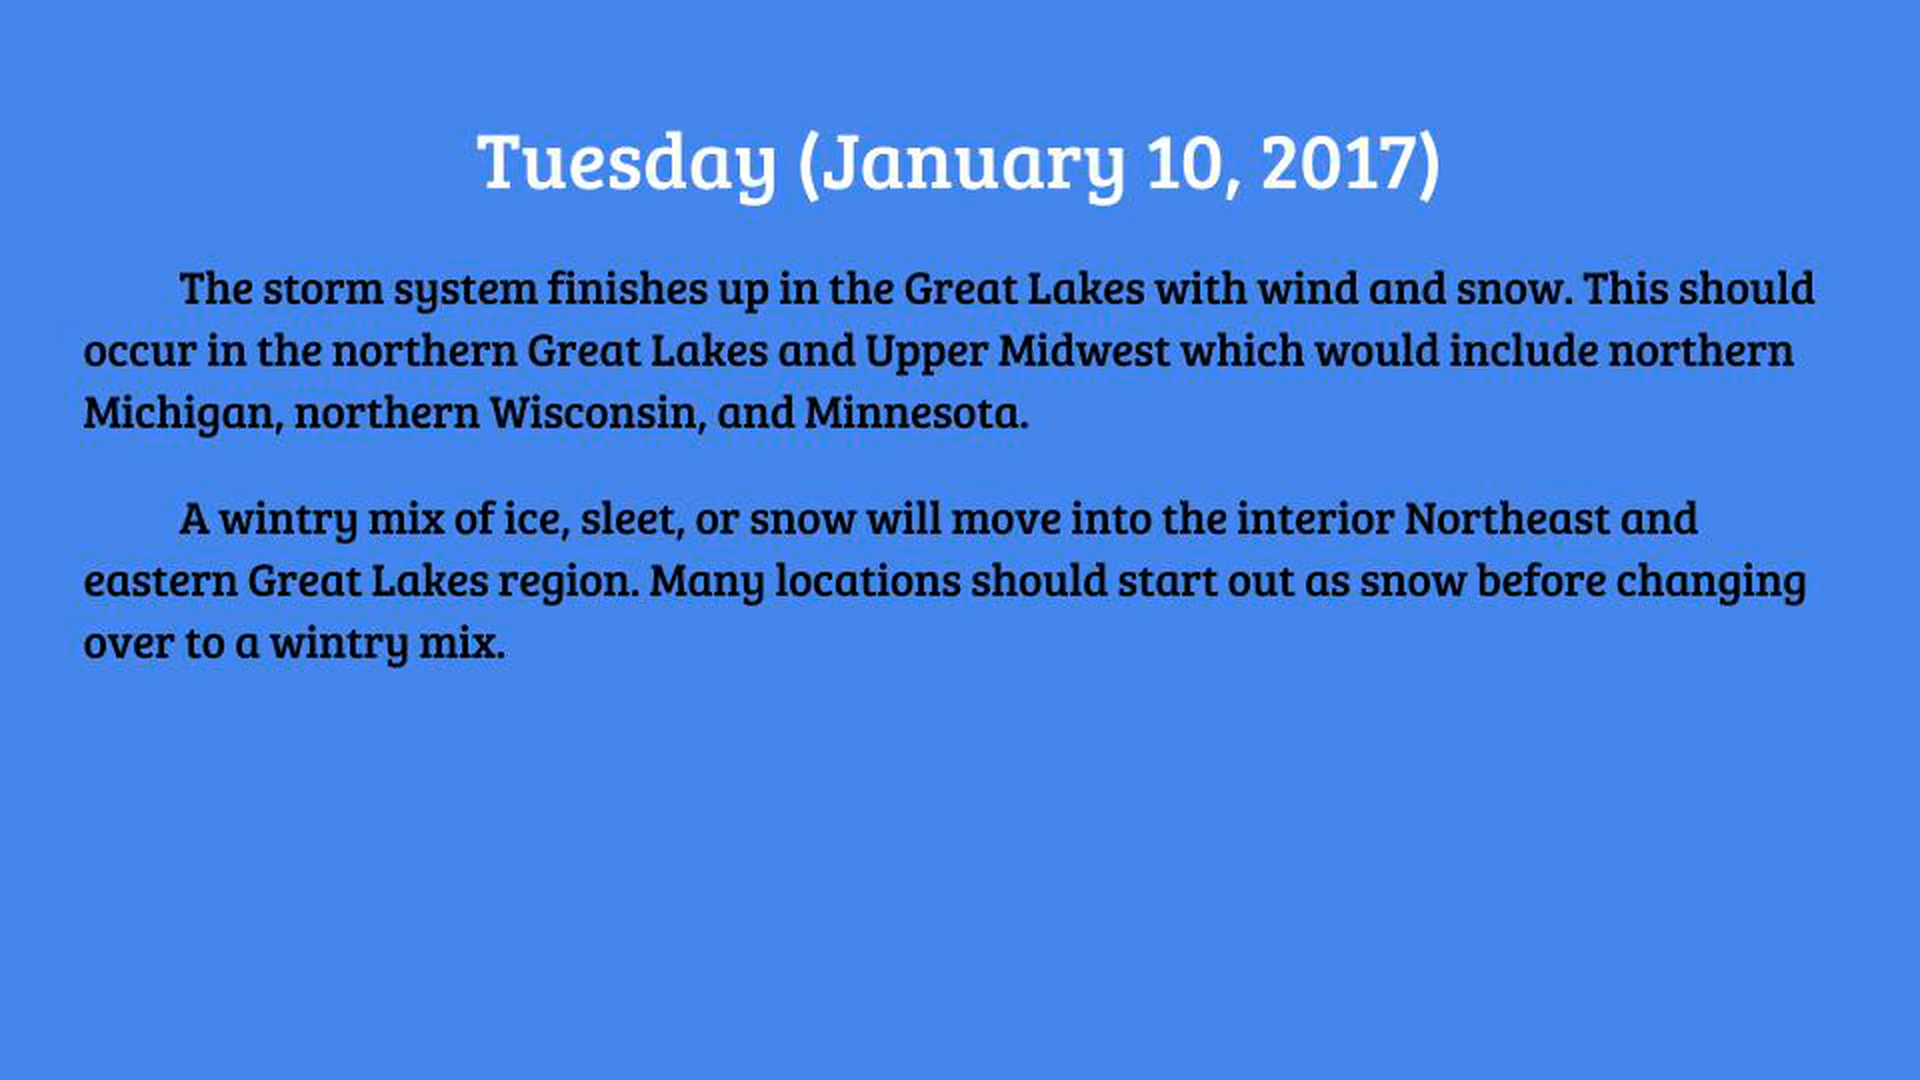 Tuesday (January 10, 2017)
The storm system finishes up in the Great Lakes with wind and snow. This should
occur in the northern Great Lakes and Upper Midwest which would include northern
Michigan, northern Wisconsin, and Minnesota.
A wintry mix of ice, sleet, or snow will move into the interior Northeast and
eastern Great Lakes region. Many locations should start out as snow before changing
over to a wintry mix.